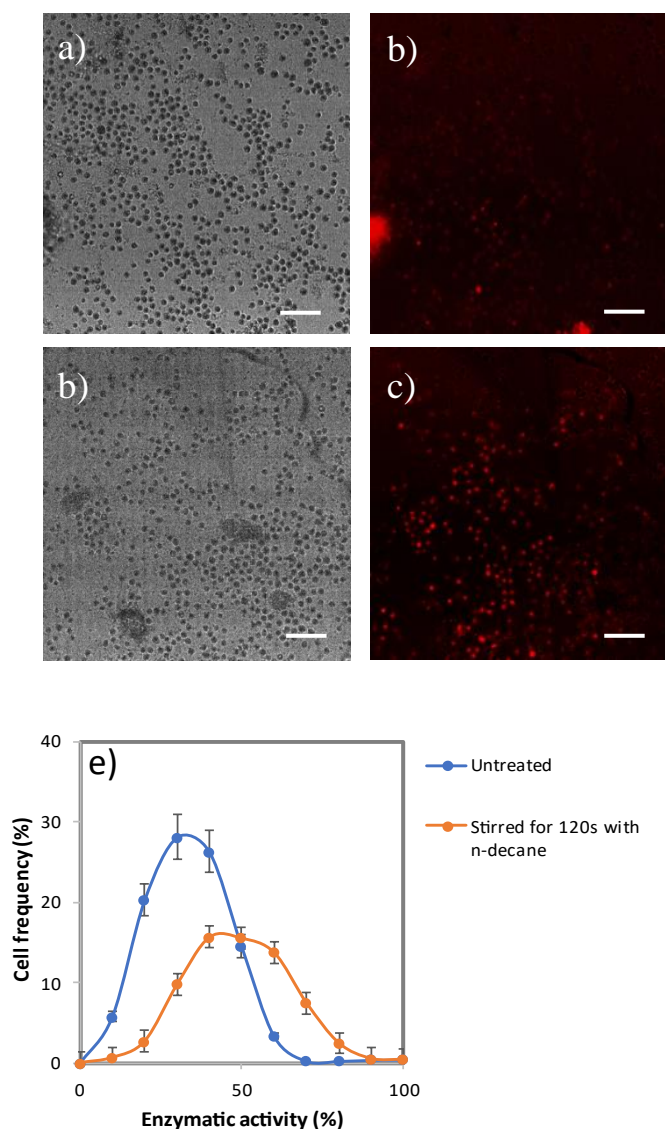 a)
b)
b)
c)
e)
Untreated
Stirred for 120s with
n-decane
Cell frequency (%)
40
30
20
10
0
0
50
100
Enzymatic activity (%)